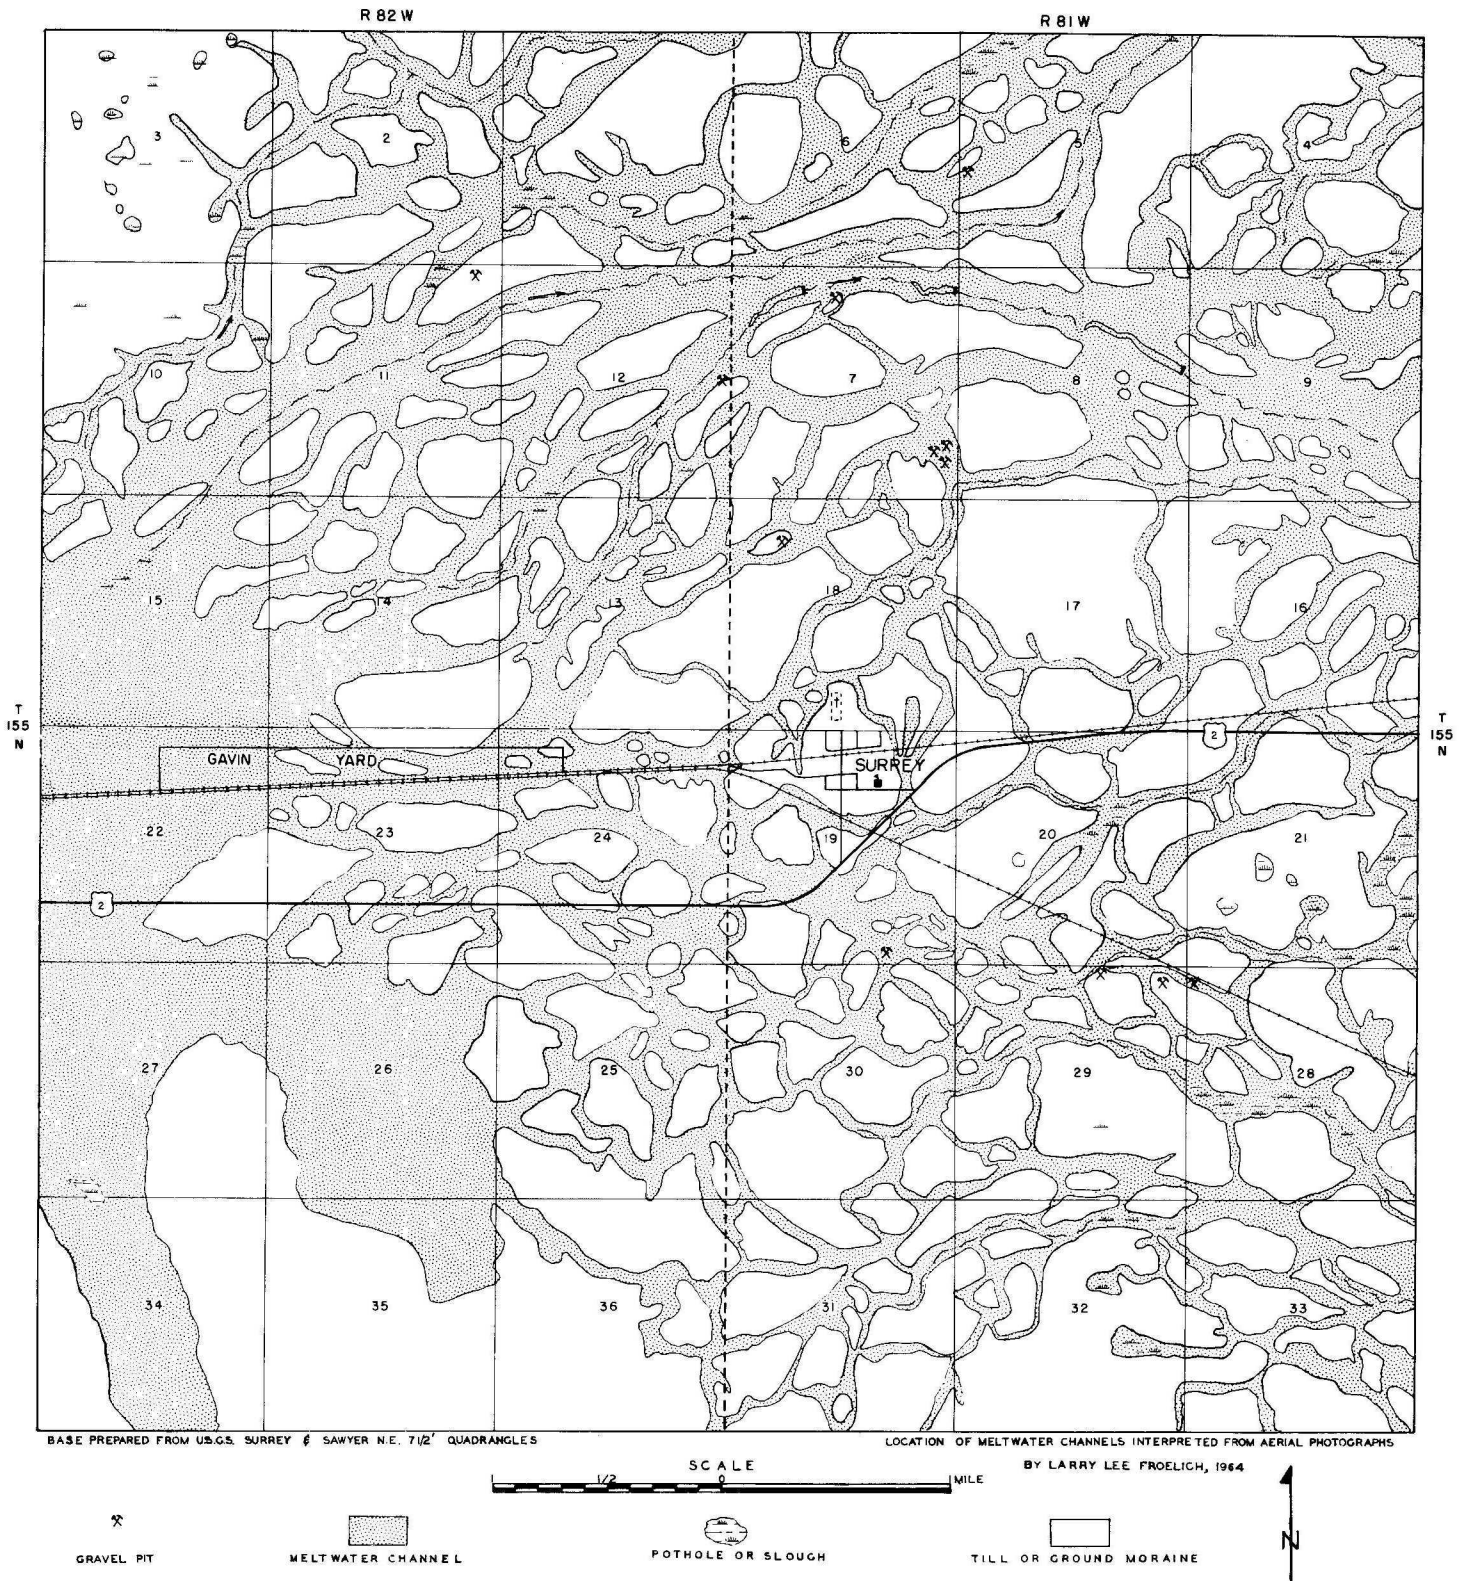 R 82 W
R 81 W
3
2
6
5
4
10
11
12
7
8
9
15
14
13
18
17
16
T
155
N
T
155
N
2
GAVIN YARD
SURREY
22
23
24
19
20
21
2
27
26
25
30
29
28
34
35
36
31
32
33
BASE PREPARED FROM U.S.G.S. SURREY & SAWYER N.E. 7 1/2' QUADRANGLES
LOCATION OF MELTWATER CHANNELS INTERPRETED FROM AERIAL PHOTOGRAPHS
BY LARRY LEE FROELICH, 1964
SCALE
1 1/2 0 1 MILE
N
GRAVEL PIT
MELTWATER CHANNEL
POTHOLE OR SLOUGH
TILL OR GROUND MORAINE